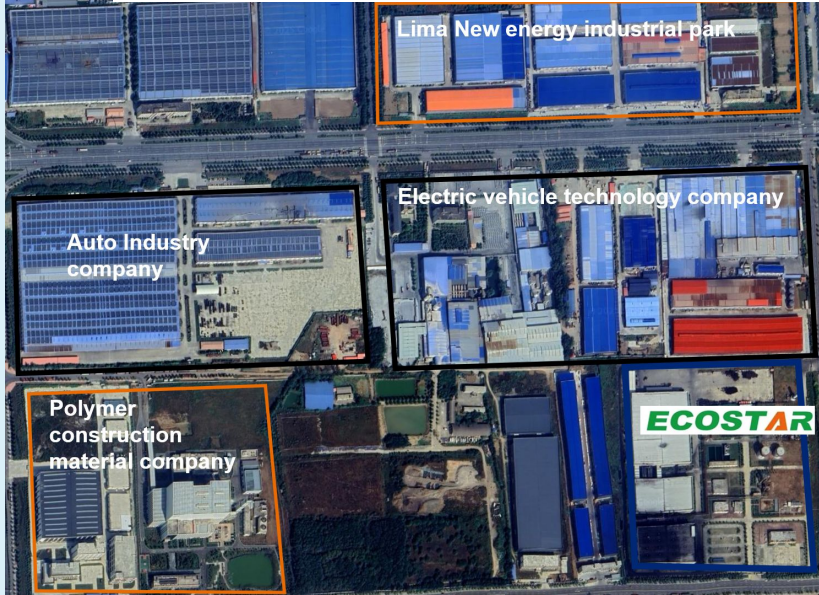 Lima New energy industrial park
Electric vehicle technology company
Auto Industry
company
Polymer
construction
material company
ECOSTAR